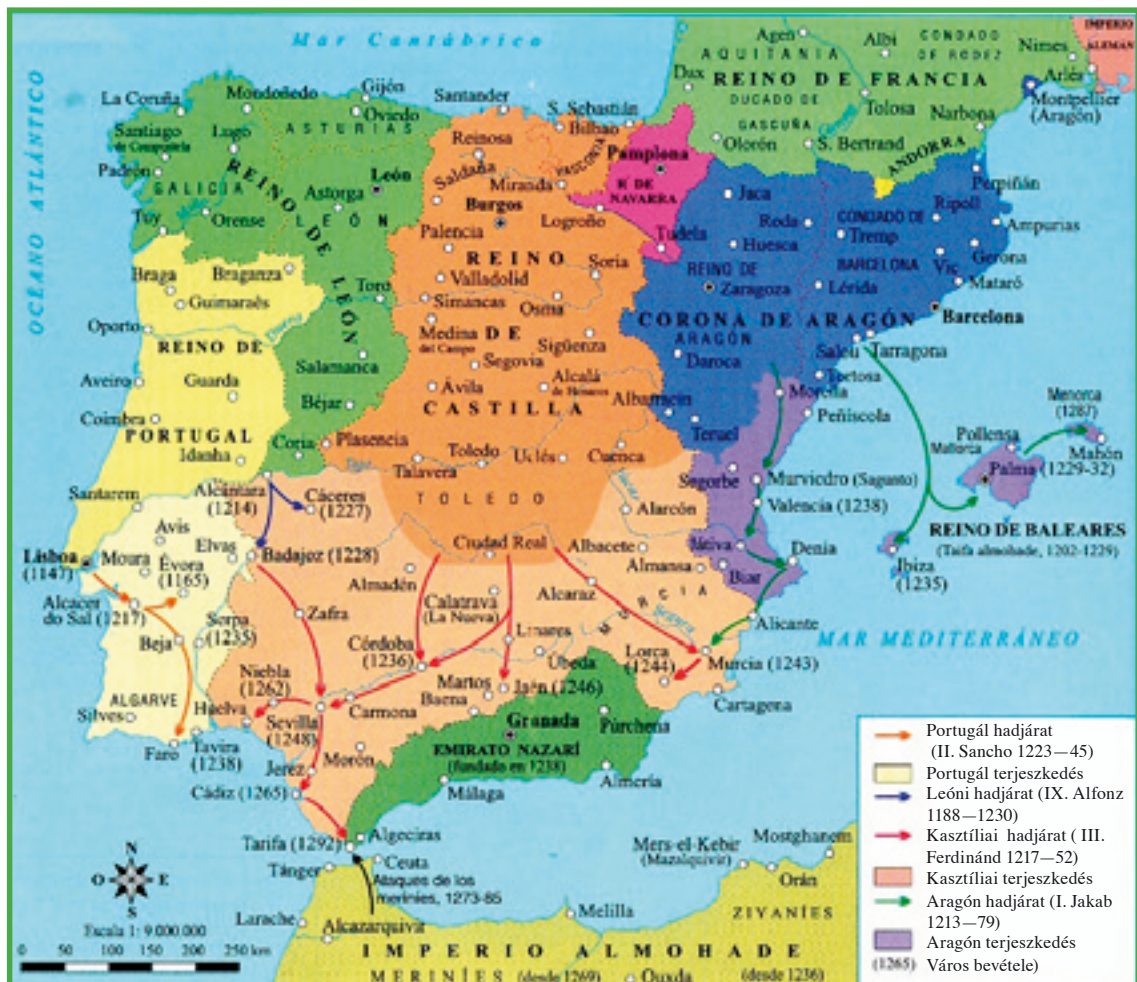 Mar Cantábrico
OCÉANO ATLÁNTICO
MAR MEDITERRÁNEO
IMPERIO
ALEMÁN
Agen
Albi
CONDADO
DE RODEZ
Nimes
AQUITANIA
Dax
REINO DE FRANCIA
Arlés
DUCADO DE
GASCUÑA
Tolosa
Narbona
Montpellier
(Aragón)
Olorón
S. Bertrand
ANDORRA
Perpiñán
La Coruña
Mondoñedo
Gijón
Oviedo
Santander
S. Sebastián
Bilbao
Santiago
de Compostela
Lugo
ASTURIAS
Reinosa
VASCONIA
Pamplona
Padrón
GALICIA
REINO DE LEÓN
León
Saldaña
Miranda
R. DE
NAVARRA
Astorga
Burgos
Logroño
Tuy
Orense
LEÓN
Palencia
Tudela
Jaca
Roda
CONDADO DE
BARCELONA
Tremp
Ripoll
Ampurias
Huesca
Gerona
Vic
Mataró
REINO DE
Zaragoza
Lérida
Barcelona
CORONA DE ARAGÓN
ARAGÓN
Daroca
Saleu
Tarragona
Tortosa
Morella
Peñíscola
Albarracín
Teruel
Braga
Braganza
Guimaraẽs
Toro
REINO
Valladolid
Soria
Simancas
Osma
Oporto
Medina
del Campo
DE
Sigüenza
Segovia
REINO DE
Salamanca
Aveiro
Guarda
Ávila
Alcalá
de Henares
Béjar
CASTILLA
Coimbra
PORTUGAL
Coria
Plasencia
Idanha
Talavera
Toledo
Uclés
Cuenca
Santarem
Alcántara
(1214)
Cáceres
(1227)
TOLEDO
Alarcón
Segorbe
Murviedro (Sagunto)
Valencia (1238)
Menorca
(1287)
Pollensa
Mallorca
Mahón
Palma (1229-32)
REINO DE BALEARES
(Taifa almohade, 1202-1229)
Ibiza
(1235)
Avis
Lisboa
(1147)
Moura
Elvas
Évora
(1165)
Badajoz (1228)
Ciudad Real
Albacete
Játiva
Denia
Almansa
Biar
Almadén
Alcaraz
Alcacer
do Sal (1217)
Zafra
Calatrava
(La Nueva)
MURCIA
Segura
Alicante
Serpa
(1235)
Beja
Córdoba
(1236)
Linares
Úbeda
Lorca
(1244)
Murcia (1243)
Cartagena
Niebla
(1262)
Martos
Jaén (1246)
Baena
ALGARVE
Huelva
Sevilla
(1248)
Carmona
Granada
Purchena
Silves
Faro
Tavira
(1238)
Morón
EMIRATO NAZARÍ
(fundado en 1238)
Jerez
Almería
Málaga
Cádiz (1265)
Tarifa (1292)
Algeciras
Ceuta
Tánger
Ataques de los
meriníes, 1273-85
Mers-el-Kebir
(Mazalquivir)
Mostghanem
Orán
Larache
Alcazarquivir
Melilla
ZIVANÍES
IMPERIO ALMOHADE
MERINÍES (desde 1269)
Ouxda
(desde 1236)
N
O
E
S
Escala 1: 9 000 000
0 50 100 150 200 250 km
Portugál hadjárat
(II. Sancho 1223—45)
Portugál terjeszkedés
Leóni hadjárat (IX. Alfonz
1188—1230)
Kasztíliai hadjárat ( III.
Ferdinánd 1217—52)
Kasztíliai terjeszkedés
Aragón hadjárat (I. Jakab
1213—79)
Aragón terjeszkedés
(1265) Város bevétele)